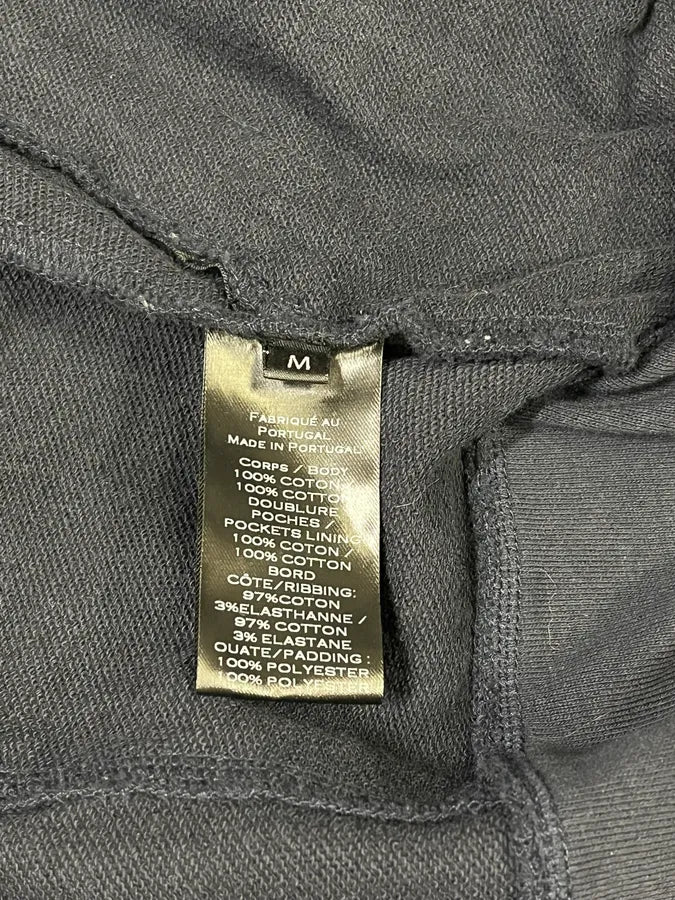 M
FABRIQUÉ AU
PORTUGAL
MADE IN PORTUGAL
CORPS / BODY
100% COTON /
100% COTTON
DOUBLURE
POCHES /
POCKETS LINING
100% COTON /
100% COTTON
BORD
CÔTE/RIBBING:
97%COTON
3%ELASTHANNE /
97% COTTON
3% ELASTANE
OUATE/PADDING :
100% POLYESTER
100% POLYESTER